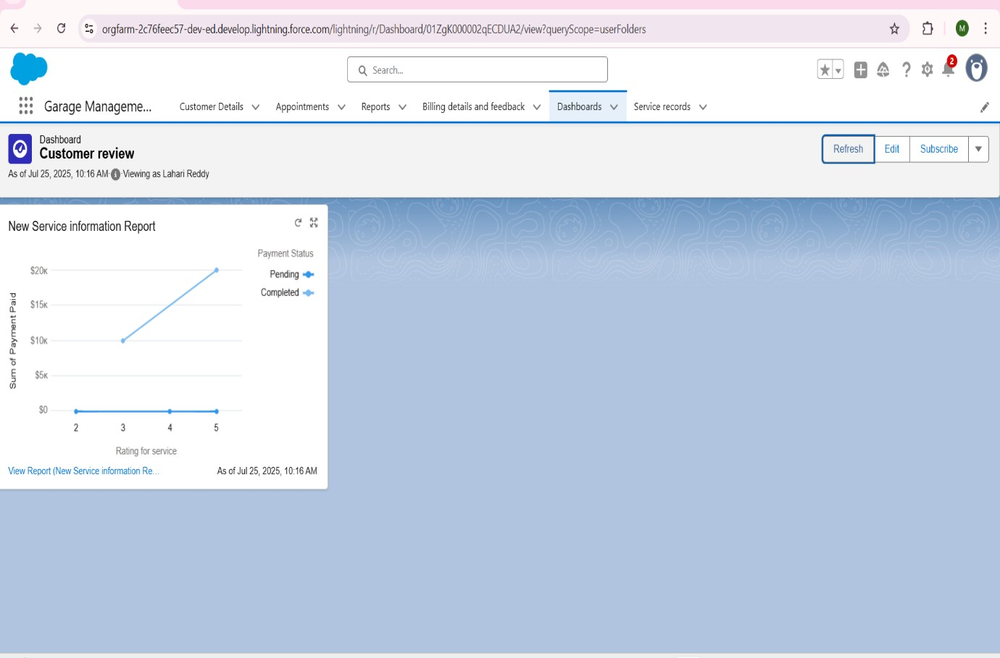 orgfarm-2c76feec57-dev-ed.develop.lightning.force.com/lightning/r/Dashboard/01ZgK000002qECDUA2/view?queryScope=userFolders
M
Search...
2
Garage Manageme...
Customer Details
Appointments
Reports
Billing details and feedback
Dashboards
Service records
Dashboard
Customer review
As of Jul 25, 2025, 10:16 AM·Viewing as Lahari Reddy
Refresh
Edit
Subscribe
New Service information Report
Payment Status
Pending
Completed
Sum of Payment Paid
$20K
$15K
$10K
$5K
$0
2 3 4 5
Rating for service
View Report (New Service information Re...
As of Jul 25, 2025, 10:16 AM